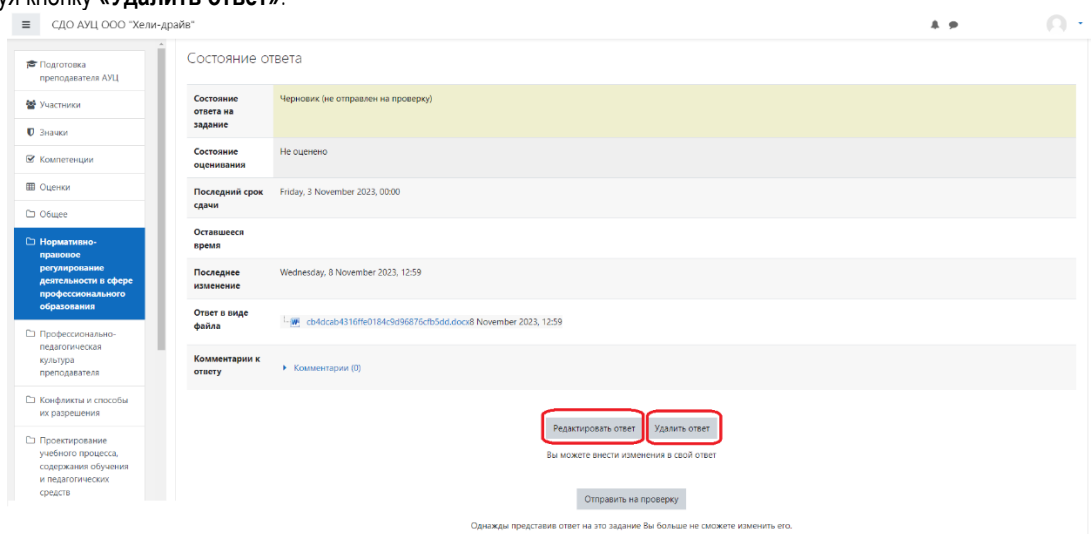 уя кнопку «Удалить ответ».
СДО АУЦ ООО "Хели-драйв"
Подготовка
преподавателя АУЦ
Участники
Значки
Компетенции
Оценки
Общее
Нормативно-
правовое
регулирование
деятельности в сфере
профессионального
образования
Профессионально-
педагогическая
культура
преподавателя
Конфликты и способы
их разрешения
Проектирование
учебного процесса,
содержания обучения
и педагогических
средств
Состояние ответа
Состояние
ответа на
задание
Черновик (не отправлен на проверку)
Состояние
оценивания
Не оценено
Последний срок
сдачи
Friday, 3 November 2023, 00:00
Оставшееся
время
Последнее
изменение
Wednesday, 8 November 2023, 12:59
Ответ в виде
файла
cb4dcab4316ffe0184c9d96876cfb5dd.docx8 November 2023, 12:59
Комментарии к
ответу
Комментарии (0)
Редактировать ответ
Удалить ответ
Вы можете внести изменения в свой ответ
Отправить на проверку
Однажды представив ответ на это задание Вы больше не сможете изменить его.